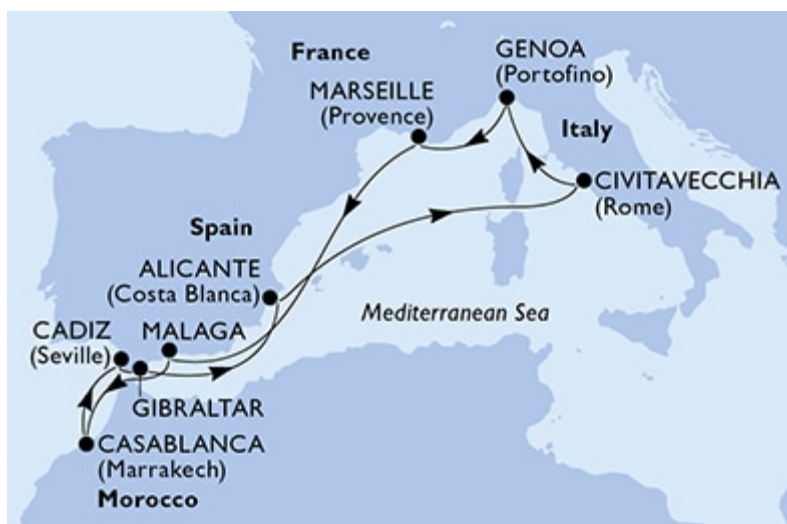 France
GENOA
(Portofino)
MARSEILLE
(Provence)
Italy
CIVITAVECCHIA
(Rome)
Spain
ALICANTE
(Costa Blanca)
Mediterranean Sea
CADIZ
(Seville)
MALAGA
GIBRALTAR
CASABLANCA
(Marrakech)
Morocco